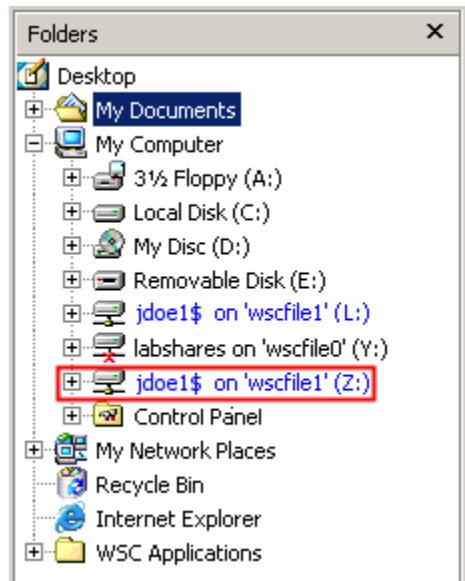 Folders
Desktop
My Documents
My Computer
3½ Floppy (A:)
Local Disk (C:)
My Disc (D:)
Removable Disk (E:)
jdoe1$ on 'wscfile1' (L:)
labshares on 'wscfile0' (Y:)
jdoe1$ on 'wscfile1' (Z:)
Control Panel
My Network Places
Recycle Bin
Internet Explorer
WSC Applications